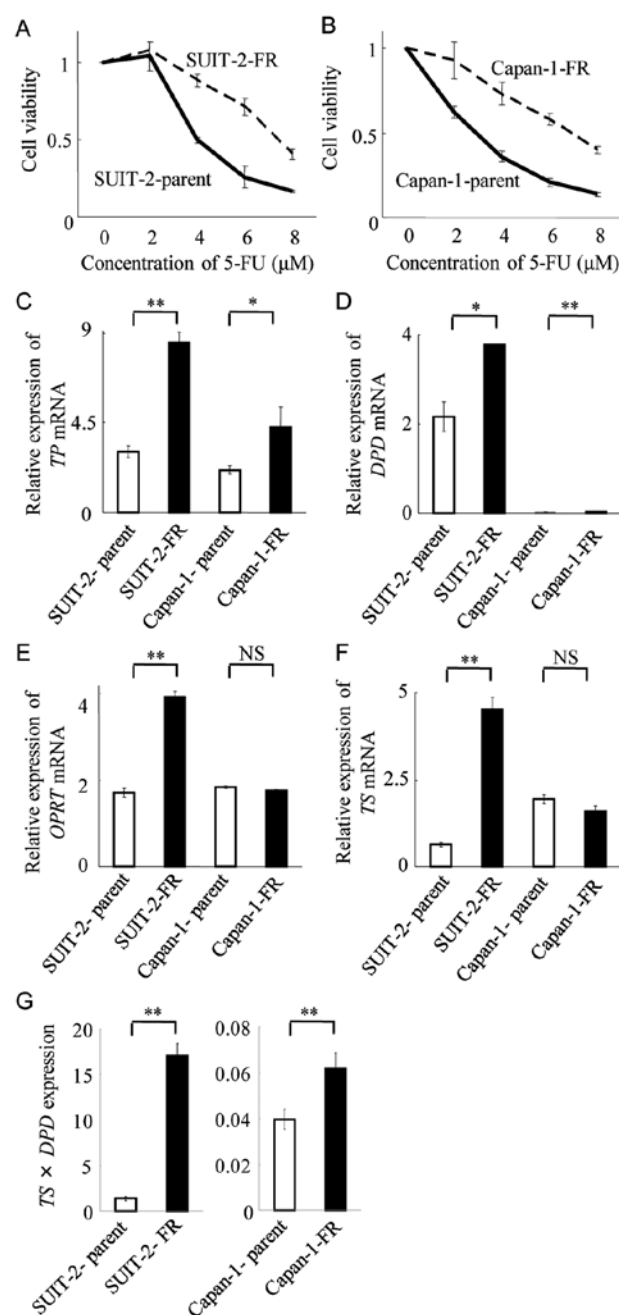 A
Cell viability
1
0.5
0
SUIT-2-FR
SUIT-2-parent
0 2 4 6 8
Concentration of 5-FU (μM)
B
Cell viability
1
0.5
0
Capan-1-FR
Capan-1-parent
0 2 4 6 8
Concentration of 5-FU (μM)
C
Relative expression of
TP mRNA
9
4.5
0
** *
SUIT-2- parent
SUIT-2-FR
Capan-1- parent
Capan-1-FR
D
Relative expression of
DPD mRNA
4
2
0
* **
SUIT-2- parent
SUIT-2-FR
Capan-1- parent
Capan-1-FR
E
Relative expression of
OPRT mRNA
4
2
0
** NS
SUIT-2- parent
SUIT-2-FR
Capan-1- parent
Capan-1-FR
F
Relative expression of
TS mRNA
5
2.5
0
** NS
SUIT-2- parent
SUIT-2-FR
Capan-1- parent
Capan-1-FR
G
TS × DPD expression
20
15
10
5
0
**
SUIT-2- parent
SUIT-2- FR
0.08
0.06
0.04
0.02
0
**
Capan-1- parent
Capan-1-FR